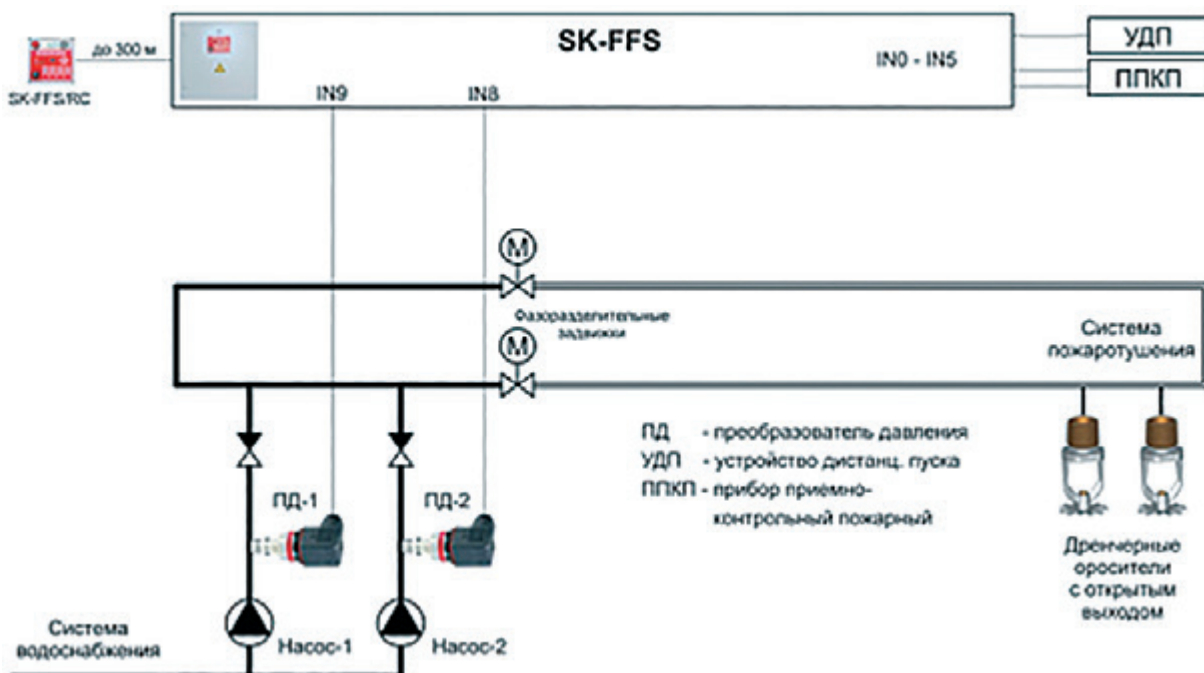 SK-FFS
до 300 м
SK-FFS/RC
IN0 - IN5
УДП
ППКП
IN9
IN8
M
Фазоразделительные
задвижки
M
Система
пожаротушения
ПД - преобразователь давления
УДП - устройство дистанц. пуска
ППКП - прибор приемно-
контрольный пожарный
ПД-1
ПД-2
Дренчерные
оросители
с открытым
выходом
Система
водоснабжения
Насос-1
Насос-2